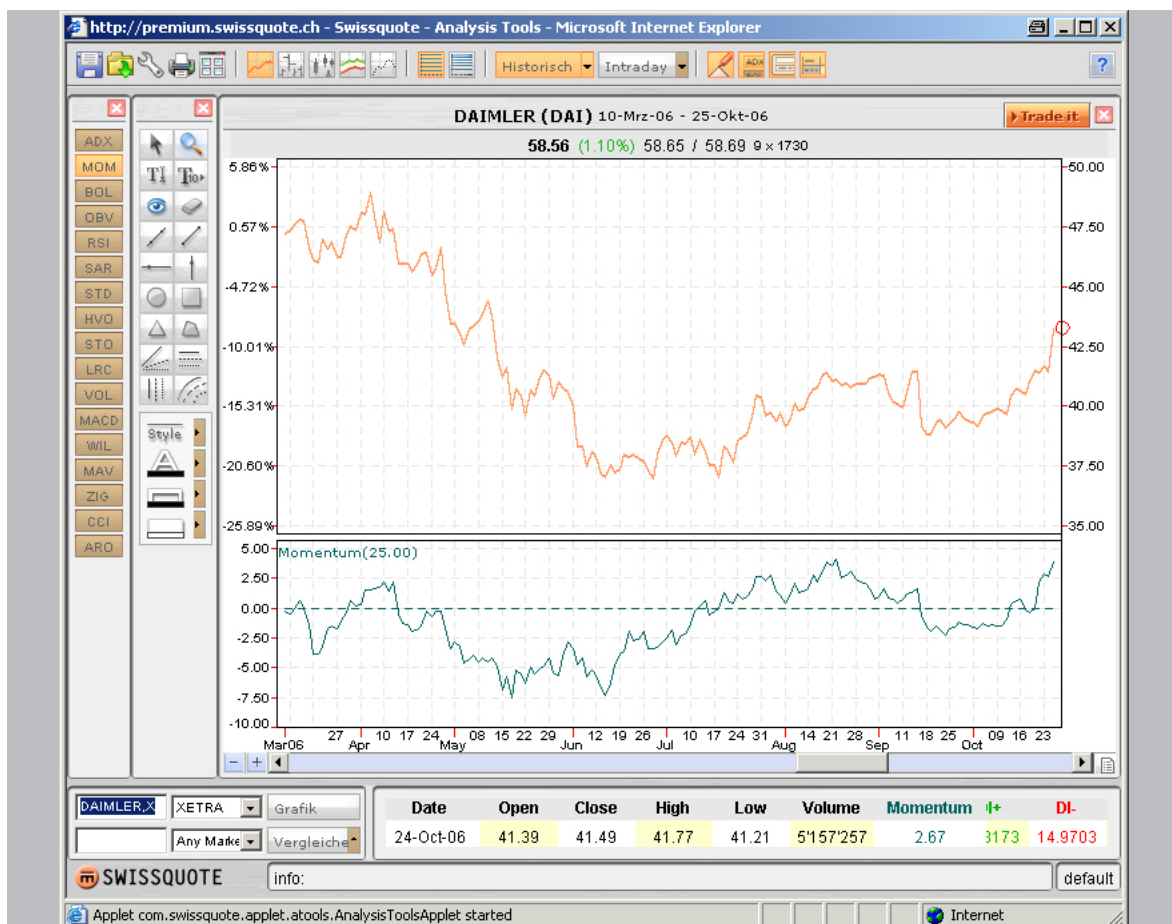 http://premium.swissquote.ch - Swissquote - Analysis Tools - Microsoft Internet Explorer
Historisch Intraday ADX ?
DAIMLER (DAI) 10-Mrz-06 - 25-Okt-06 Trade it
58.56 (1.10%) 58.65 / 58.69 9 x 1730
ADX
MOM
BOL
OBV
RSI
SAR
STD
HVO
STO
LRC
VOL
MACD
WIL
MAV
ZIG
CCI
ARO
Style
5.86% 50.00
0.57% 47.50
-4.72% 45.00
-10.01% 42.50
-15.31% 40.00
-20.60% 37.50
-25.89% 35.00
Momentum(25.00)
5.00
2.50
0.00
-2.50
-5.00
-7.50
-10.00
27 10 17 24 08 15 22 29 12 19 26 10 17 24 31 14 21 28 11 18 25 09 16 23
Mar06 Apr May Jun Jul Aug Sep Oct
DAIMLER,X XETRA Grafik
Any Marke Vergleiche
Date Open Close High Low Volume Momentum I+ DI-
24-Oct-06 41.39 41.49 41.77 41.21 5'157'257 2.67 3173 14.9703
SWISSQUOTE info: default
Applet com.swissquote.applet.atools.AnalysisToolsApplet started Internet